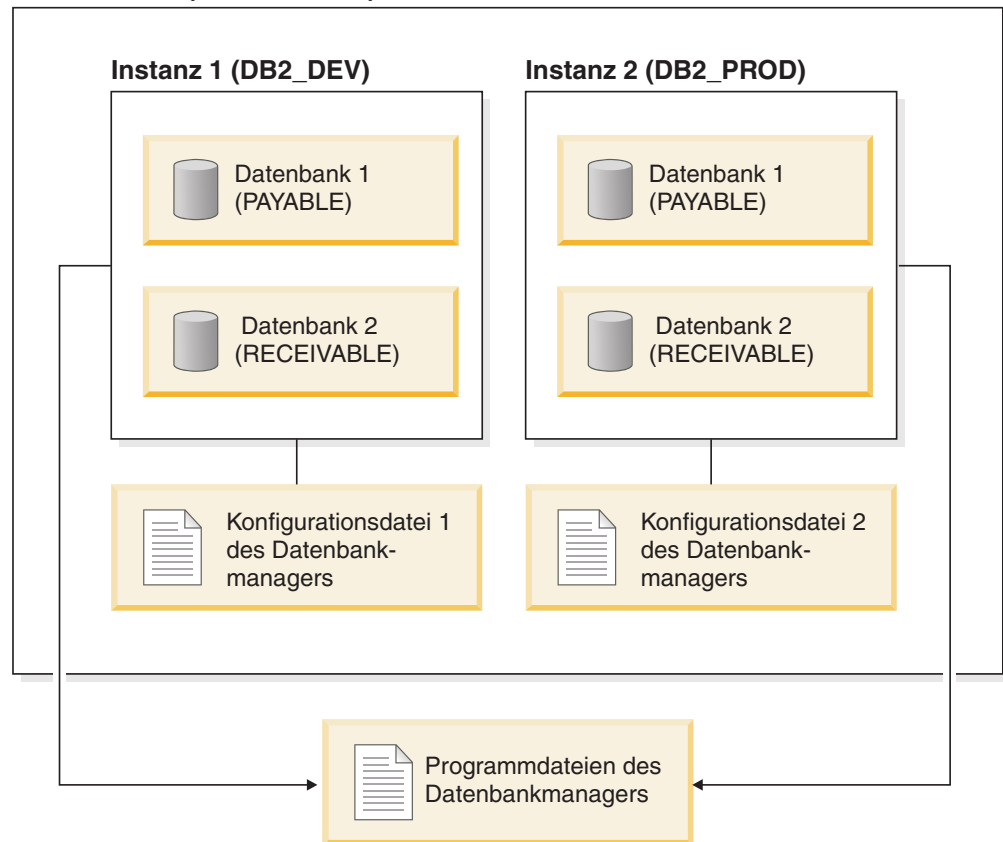 Instanz 1 (DB2_DEV)
Datenbank 1
(PAYABLE)
Datenbank 2
(RECEIVABLE)
Konfigurationsdatei 1
des Datenbank-
managers
Instanz 2 (DB2_PROD)
Datenbank 1
(PAYABLE)
Datenbank 2
(RECEIVABLE)
Konfigurationsdatei 2
des Datenbank-
managers
Programmdateien des
Datenbankmanagers